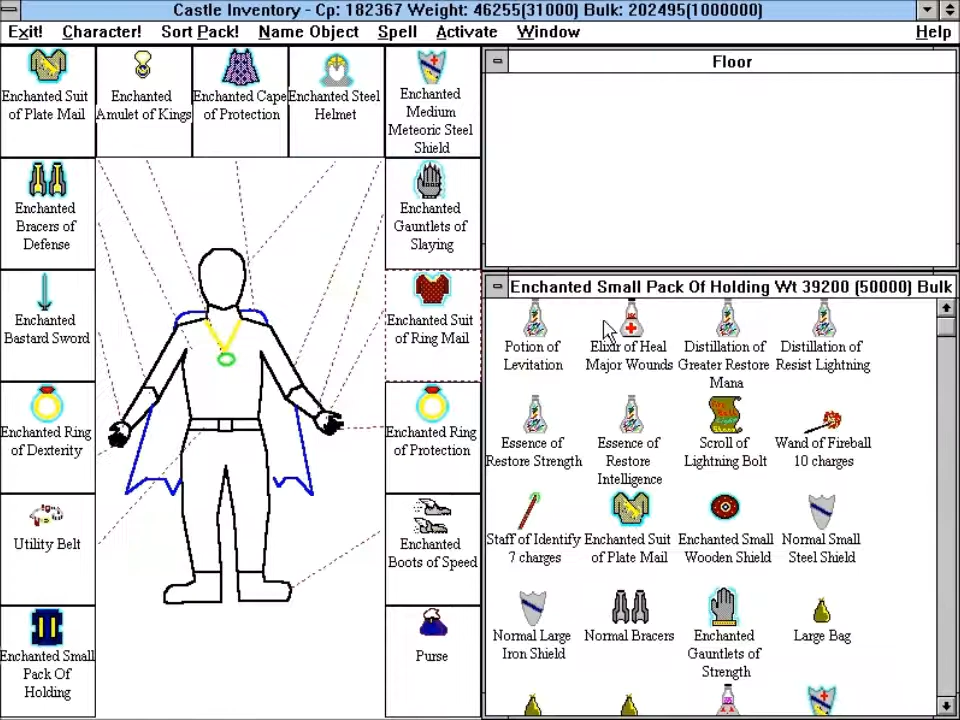 Castle Inventory - Cp: 182367 Weight: 46255(31000) Bulk: 202495(1000000)
Exit! Character! Sort Pack! Name Object Spell Activate Window Help
Enchanted Suit
of Plate Mail
Enchanted
Amulet of Kings
Enchanted Cape
of Protection
Enchanted Steel
Helmet
Enchanted
Medium
Meteoric Steel
Shield
Enchanted
Bracers of
Defense
Enchanted
Gauntlets of
Slaying
Enchanted
Bastard Sword
Enchanted Suit
of Ring Mail
Enchanted Ring
of Dexterity
Enchanted Ring
of Protection
Utility Belt
Enchanted
Boots of Speed
Enchanted Small
Pack Of
Holding
Purse
Floor
Enchanted Small Pack Of Holding Wt 39200 (50000) Bulk
Potion of
Levitation
Elixir of Heal
Major Wounds
Distillation of
Greater Restore
Mana
Distillation of
Resist Lightning
Essence of
Restore Strength
Essence of
Restore
Intelligence
Scroll of
Lightning Bolt
Wand of Fireball
10 charges
Staff of Identify
7 charges
Enchanted Suit
of Plate Mail
Enchanted Small
Wooden Shield
Normal Small
Steel Shield
Normal Large
Iron Shield
Normal Bracers
Enchanted
Gauntlets of
Strength
Large Bag